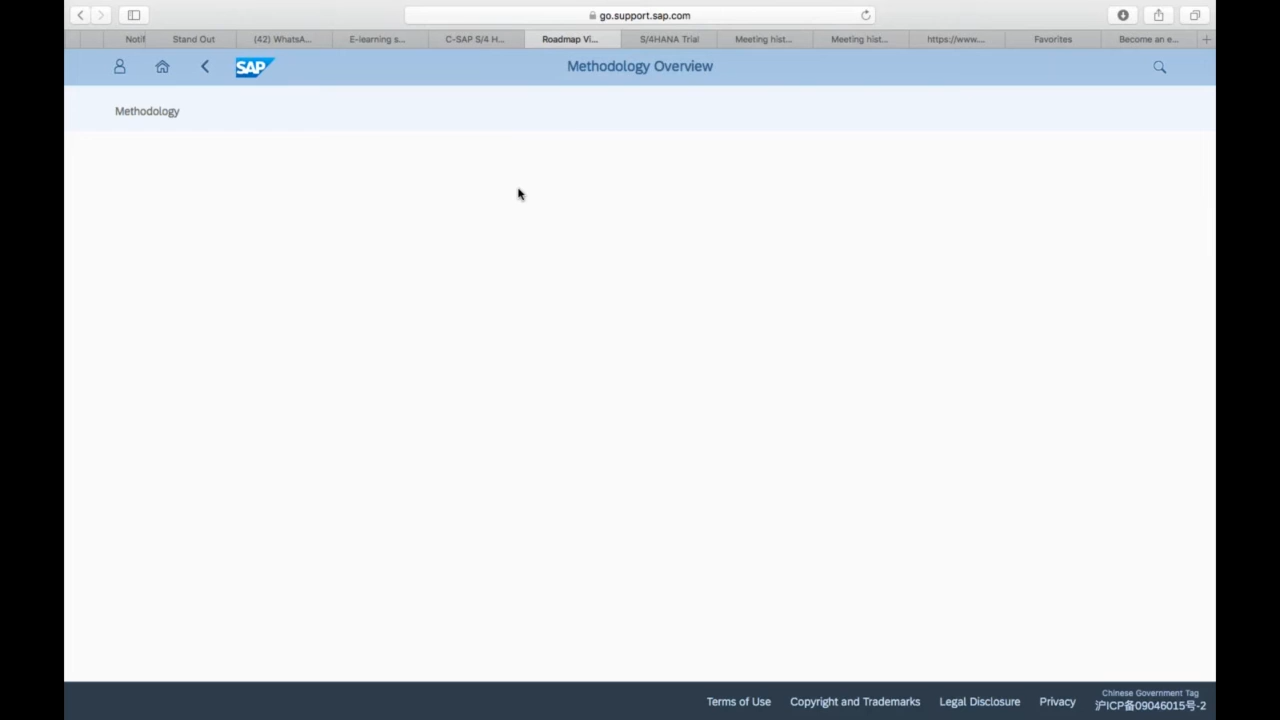 go.support.sap.com
Notif
Stand Out
(42) WhatsA...
E-learning s...
C-SAP S/4 H...
Roadmap Vi...
S/4HANA Trial
Meeting hist...
Meeting hist...
https://www....
Favorites
Become an e...
SAP
Methodology Overview
Methodology
Terms of Use
Copyright and Trademarks
Legal Disclosure
Privacy
Chinese Government Tag
沪ICP备09046015号-2